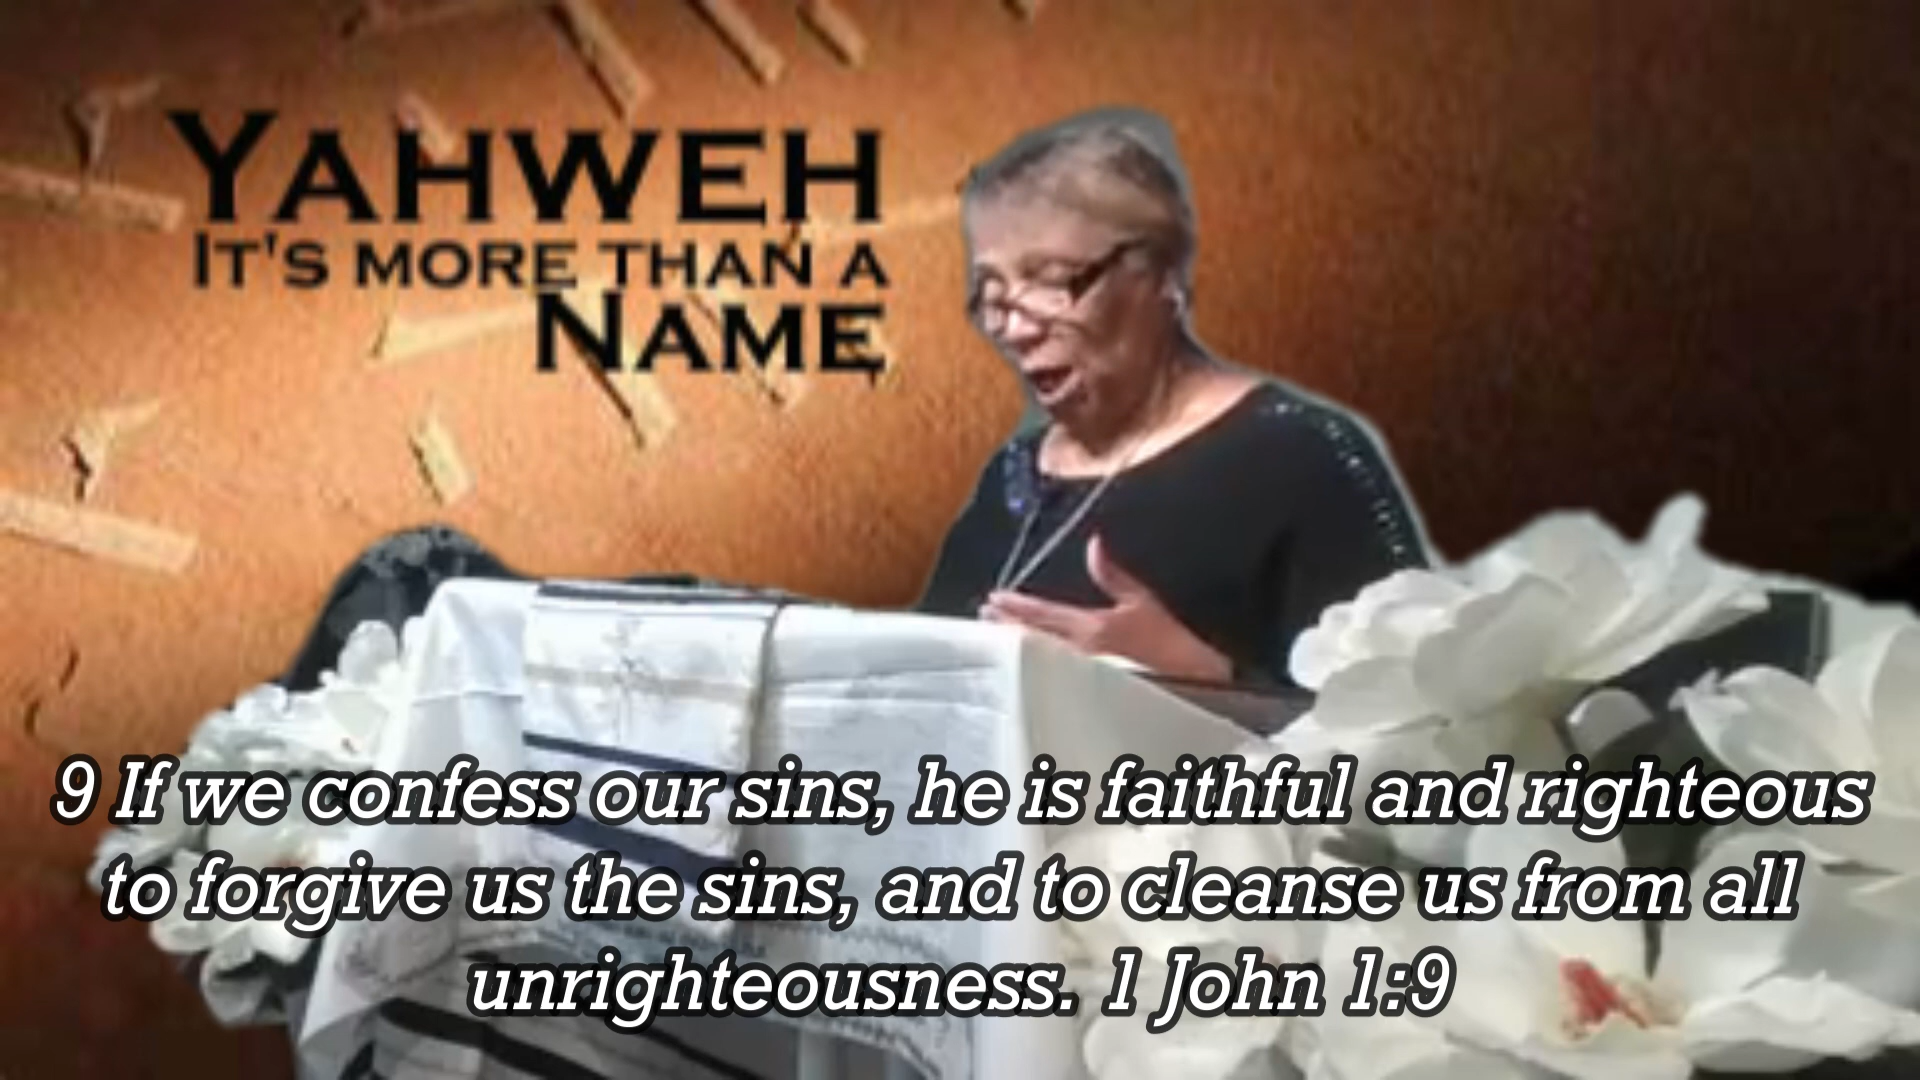 YAHWEH
IT'S MORE THAN A
NAME
9 If we confess our sins, he is faithful and righteous
to forgive us the sins, and to cleanse us from all
unrighteousness. 1 John 1:9